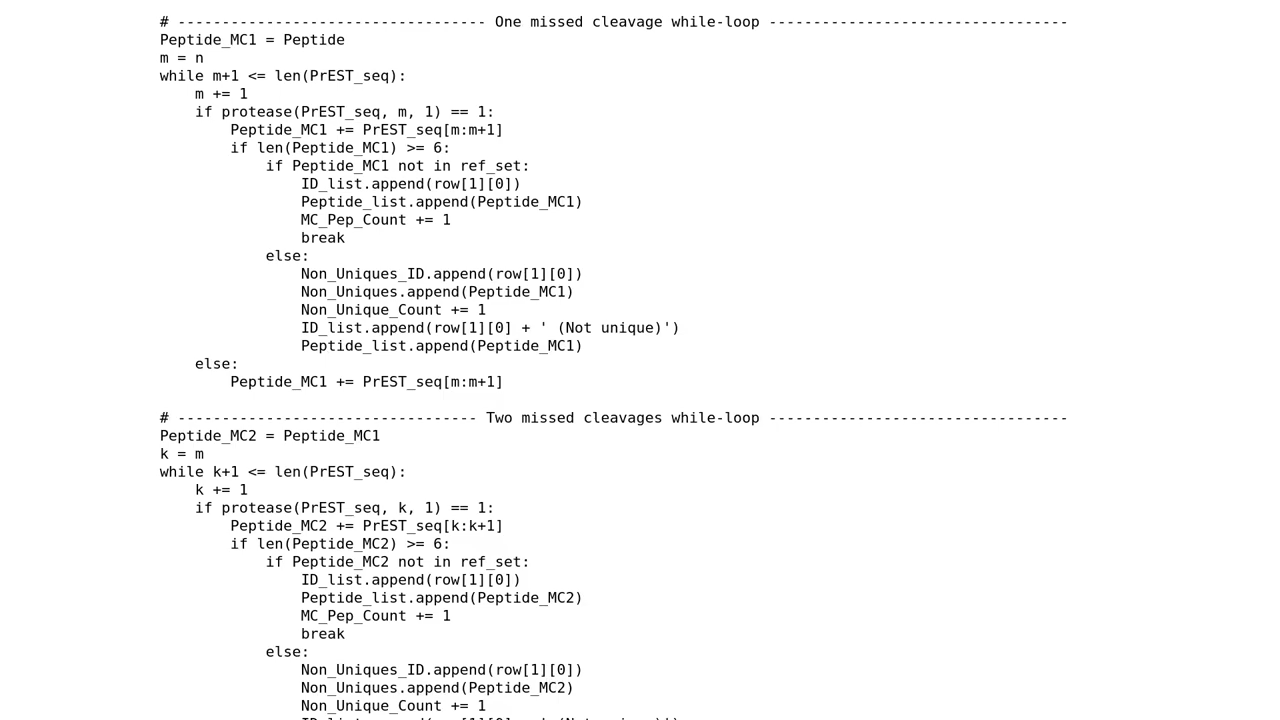 # ----------------------------------- One missed cleavage while-loop ----------------------------------
Peptide_MC1 = Peptide
m = n
while m+1 <= len(PrEST_seq):
    m += 1
    if protease(PrEST_seq, m, 1) == 1:
        Peptide_MC1 += PrEST_seq[m:m+1]
        if len(Peptide_MC1) >= 6:
            if Peptide_MC1 not in ref_set:
                ID_list.append(row[1][0])
                Peptide_list.append(Peptide_MC1)
                MC_Pep_Count += 1
                break
            else:
                Non_Uniques_ID.append(row[1][0])
                Non_Uniques.append(Peptide_MC1)
                Non_Unique_Count += 1
                ID_list.append(row[1][0] + ' (Not unique)')
                Peptide_list.append(Peptide_MC1)
    else:
        Peptide_MC1 += PrEST_seq[m:m+1]

# ---------------------------------- Two missed cleavages while-loop ----------------------------------
Peptide_MC2 = Peptide_MC1
k = m
while k+1 <= len(PrEST_seq):
    k += 1
    if protease(PrEST_seq, k, 1) == 1:
        Peptide_MC2 += PrEST_seq[k:k+1]
        if len(Peptide_MC2) >= 6:
            if Peptide_MC2 not in ref_set:
                ID_list.append(row[1][0])
                Peptide_list.append(Peptide_MC2)
                MC_Pep_Count += 1
                break
            else:
                Non_Uniques_ID.append(row[1][0])
                Non_Uniques.append(Peptide_MC2)
                Non_Unique_Count += 1